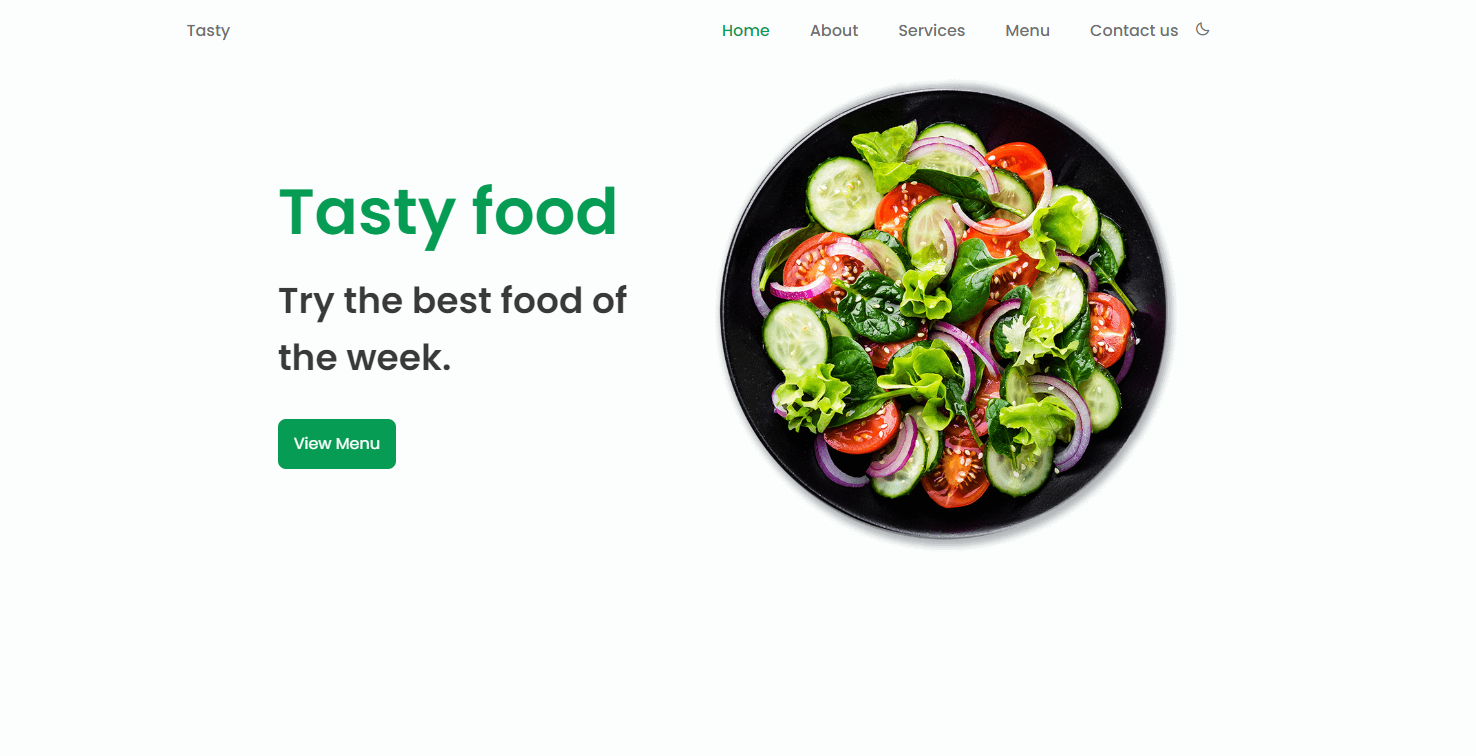 Tasty
Home About Services Menu Contact us
Tasty food
Try the best food of
the week.
View Menu